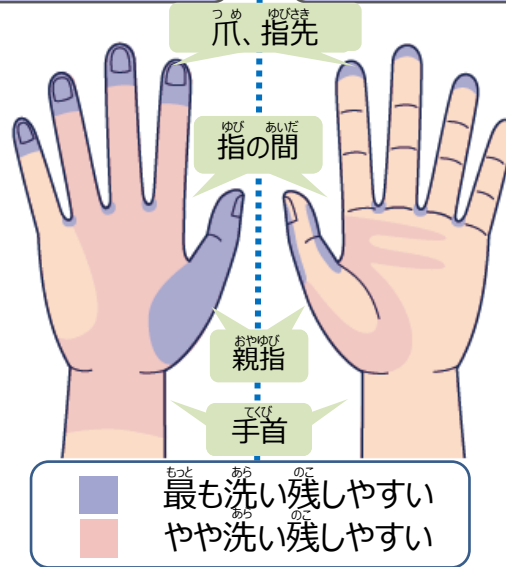 爪、指先
つめ ゆびさき
指の間
ゆび あいだ
親指
おやゆび
手首
てくび
最も洗い残しやすい
もっと あら のこ
やや洗い残しやすい
あら のこ